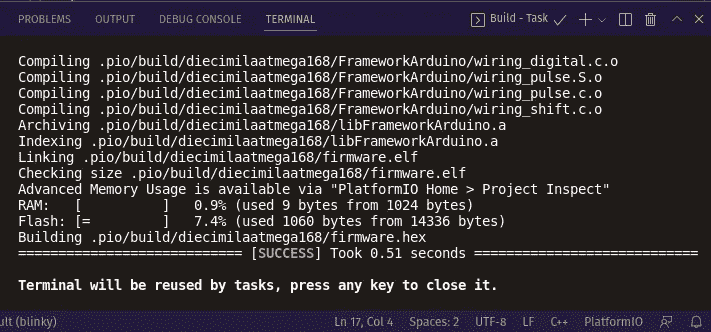 PROBLEMS OUTPUT DEBUG CONSOLE TERMINAL Build - Task
Compiling .pio/build/diecimilaatmega168/FrameworkArduino/wiring_digital.c.o
Compiling .pio/build/diecimilaatmega168/FrameworkArduino/wiring_pulse.S.o
Compiling .pio/build/diecimilaatmega168/FrameworkArduino/wiring_pulse.c.o
Compiling .pio/build/diecimilaatmega168/FrameworkArduino/wiring_shift.c.o
Archiving .pio/build/diecimilaatmega168/libFrameworkArduino.a
Indexing .pio/build/diecimilaatmega168/libFrameworkArduino.a
Linking .pio/build/diecimilaatmega168/firmware.elf
Checking size .pio/build/diecimilaatmega168/firmware.elf
Advanced Memory Usage is available via "PlatformIO Home > Project Inspect"
RAM:   [          ]   0.9% (used 9 bytes from 1024 bytes)
Flash: [=         ]   7.4% (used 1060 bytes from 14336 bytes)
Building .pio/build/diecimilaatmega168/firmware.hex
============================ [SUCCESS] Took 0.51 seconds ============================
Terminal will be reused by tasks, press any key to close it.
ult (blinky) Ln 17, Col 4 Spaces: 2 UTF-8 LF C++ PlatformIO